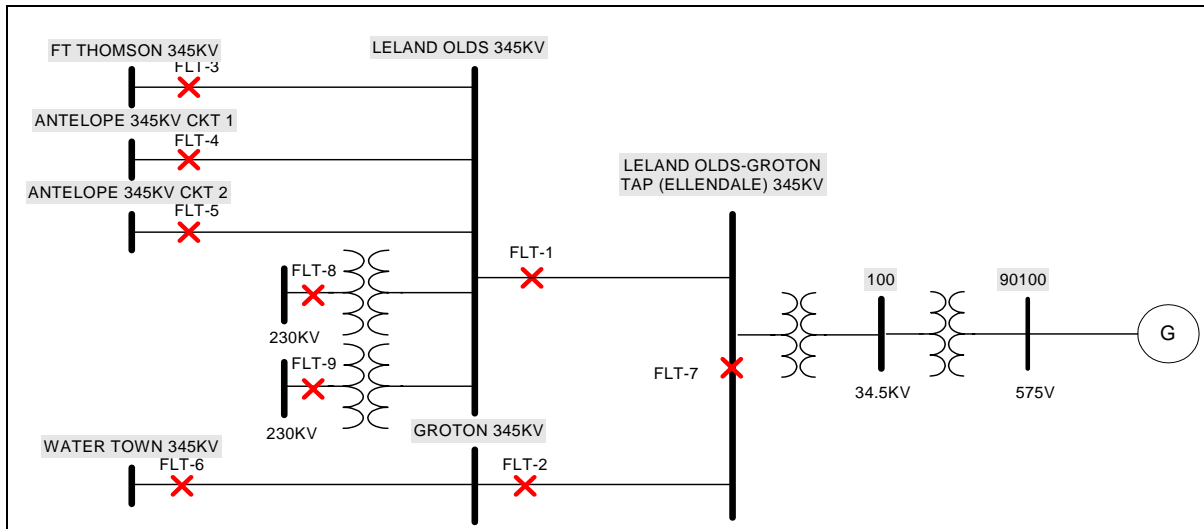 FT THOMSON 345KV
FLT-3
ANTELOPE 345KV CKT 1
FLT-4
ANTELOPE 345KV CKT 2
FLT-5
LELAND OLDS 345KV
FLT-8
230KV
FLT-9
230KV
FLT-1
LELAND OLDS-GROTON
TAP (ELLENDALE) 345KV
FLT-7
100
34.5KV
90100
575V
G
WATER TOWN 345KV
FLT-6
GROTON 345KV
FLT-2